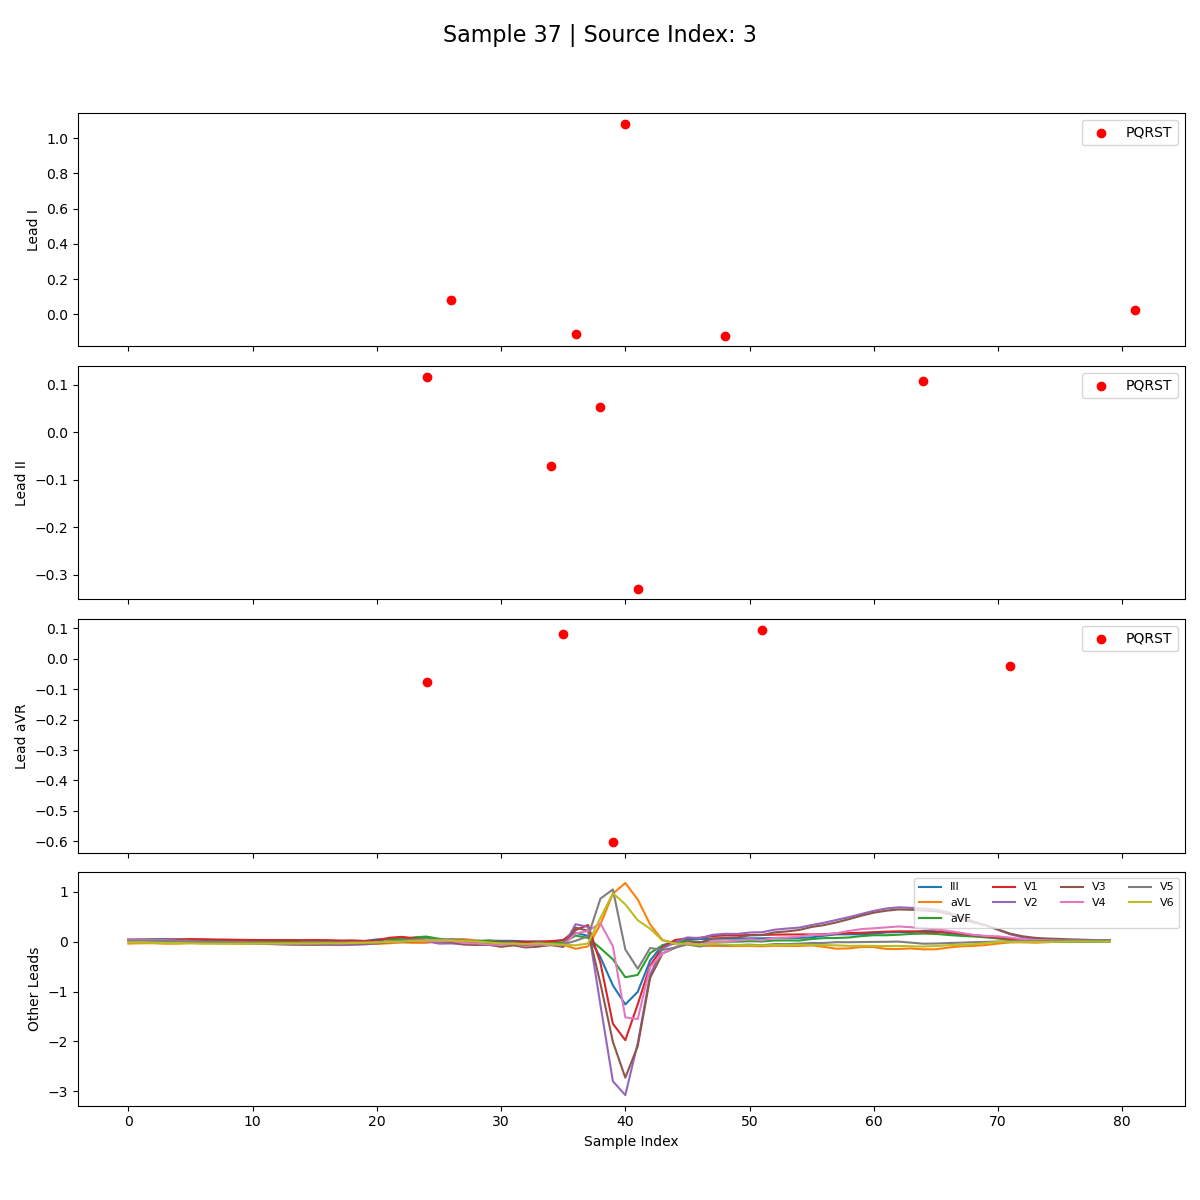 Sample 37 | Source Index: 3
Lead I
1.0
0.8
0.6
0.4
0.2
0.0
PQRST
Lead II
0.1
0.0
−0.1
−0.2
−0.3
PQRST
Lead aVR
0.1
0.0
−0.1
−0.2
−0.3
−0.4
−0.5
−0.6
PQRST
Other Leads
1
0
−1
−2
−3
III V1 V3 V5
aVL V2 V4 V6
aVF
0 10 20 30 40 50 60 70 80
Sample Index